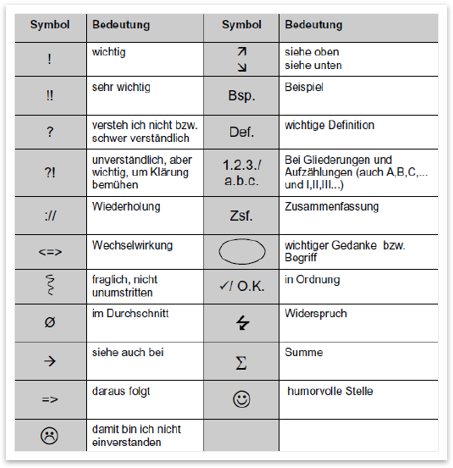 Symbol Bedeutung Symbol Bedeutung
! wichtig ↗ siehe oben
↘ siehe unten
!! sehr wichtig Bsp. Beispiel
? versteh ich nicht bzw. Def. wichtige Definition
schwer verständlich
?! unverständlich, aber 1.2.3./ Bei Gliederungen und
wichtig, um Klärung a.b.c. Aufzählungen (auch A,B,C,...
bemühen und I,II,III...)
:// Wiederholung Zsf. Zusammenfassung
<=> Wechselwirkung wichtiger Gedanke bzw.
Begriff
fraglich, nicht ✓/ O.K. in Ordnung
unumstritten
Ø im Durchschnitt Widerspruch
→ siehe auch bei Σ Summe
=> daraus folgt ☺ humorvolle Stelle
☹ damit bin ich nicht
einverstanden